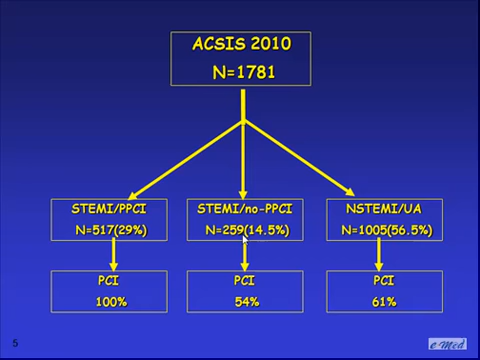 ACSIS 2010
N=1781
STEMI/PPCI
N=517(29%)
STEMI/no-PPCI
N=259(14.5%)
NSTEMI/UA
N=1005(56.5%)
PCI
100%
PCI
54%
PCI
61%
5
e-Med